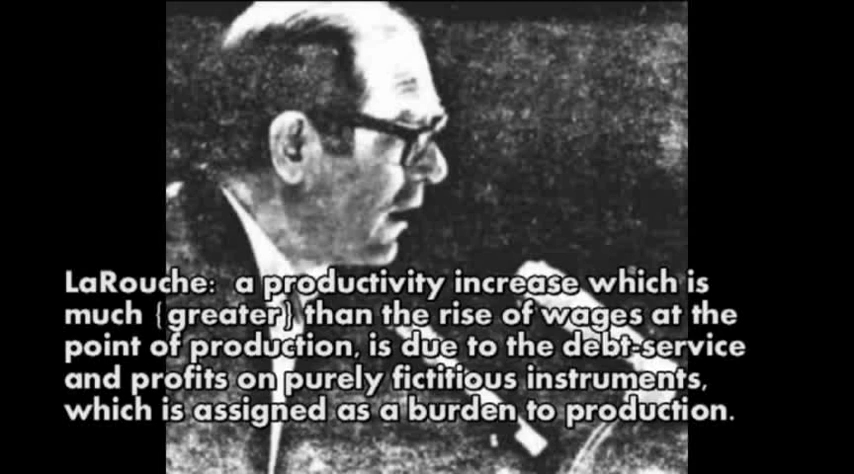 LaRouche:  a productivity increase which is
much {greater} than the rise of wages at the
point of production, is due to the debt-service
and profits on purely fictitious instruments,
which is assigned as a burden to production.